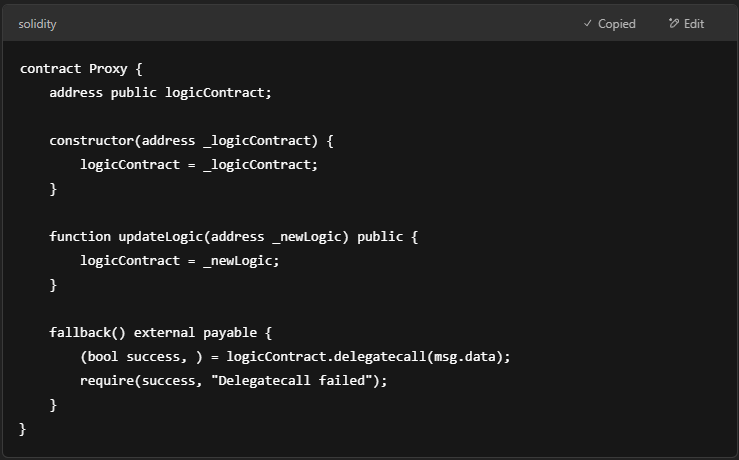 solidity
Copied
Edit
contract Proxy {
    address public logicContract;

    constructor(address _logicContract) {
        logicContract = _logicContract;
    }

    function updateLogic(address _newLogic) public {
        logicContract = _newLogic;
    }

    fallback() external payable {
        (bool success, ) = logicContract.delegatecall(msg.data);
        require(success, "Delegatecall failed");
    }
}